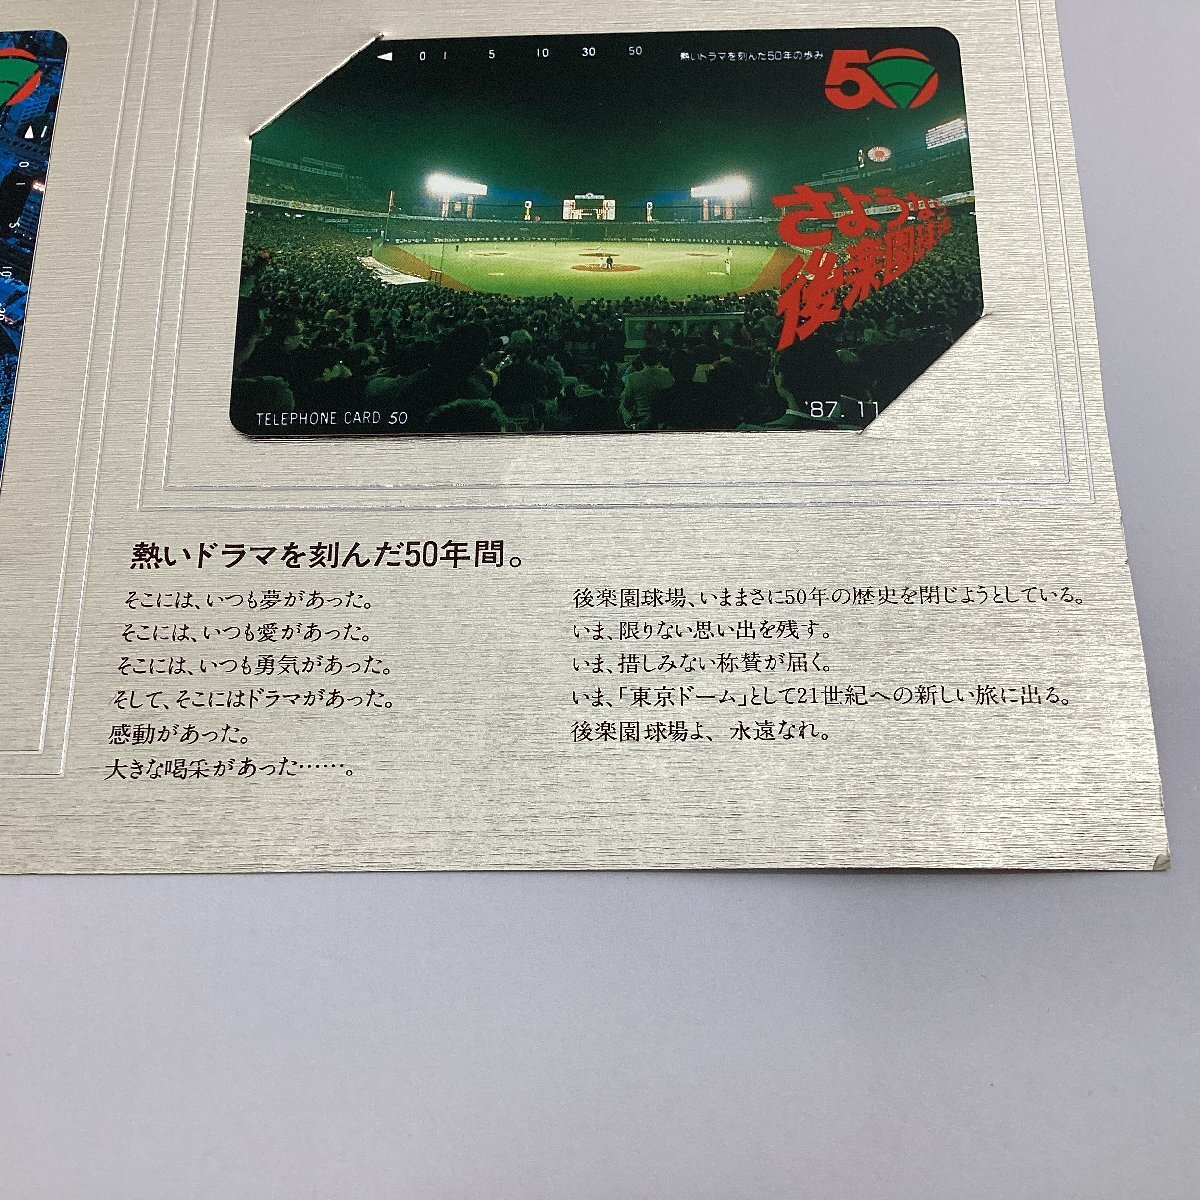 0 1 5 10 30 50
熱いドラマを刻んだ50年の歩み
50
さようなら
後楽園
TELEPHONE CARD 50
'87. 11
熱いドラマを刻んだ50年間。
そこには、いつも夢があった。
そこには、いつも愛があった。
そこには、いつも勇気があった。
そして、そこにはドラマがあった。
感動があった。
大きな喝采があった……。
後楽園球場、いままさに50年の歴史を閉じようとしている。
いま、限りない思い出を残す。
いま、惜しみない称賛が届く。
いま、「東京ドーム」として21世紀への新しい旅に出る。
後楽園球場よ、永遠なれ。